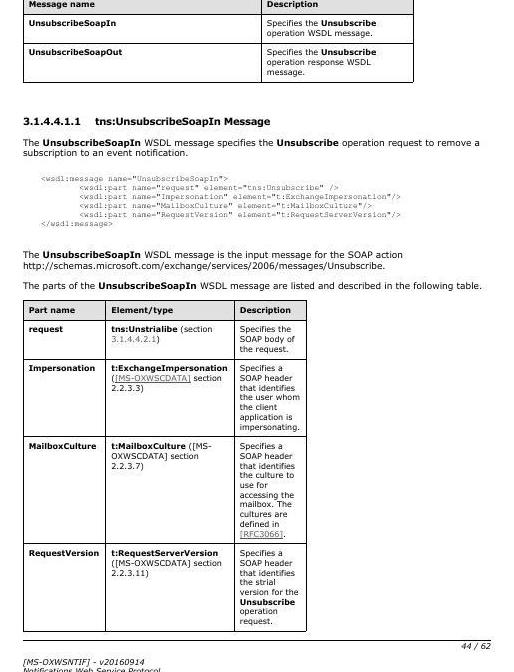 Message name Description
UnsubscribeSoapIn Specifies the Unsubscribe
operation WSDL message.
UnsubscribeSoapOut Specifies the Unsubscribe
operation response WSDL
message.
3.1.4.4.1.1 tns:UnsubscribeSoapIn Message
The UnsubscribeSoapIn WSDL message specifies the Unsubscribe operation request to remove a
subscription to an event notification.
<wsdl:message name="UnsubscribeSoapIn">
<wsdl:part name="request" element="tns:Unsubscribe" />
<wsdl:part name="Impersonation" element="t:ExchangeImpersonation"/>
<wsdl:part name="MailboxCulture" element="t:MailboxCulture"/>
<wsdl:part name="RequestVersion" element="t:RequestServerVersion"/>
</wsdl:message>
The UnsubscribeSoapIn WSDL message is the input message for the SOAP action
http://schemas.microsoft.com/exchange/services/2006/messages/Unsubscribe.
The parts of the UnsubscribeSoapIn WSDL message are listed and described in the following table.
Part name Element/type Description
request tns:Unstrialibe (section Specifies the
3.1.4.4.2.1) SOAP body of
the request.
Impersonation t:ExchangeImpersonation Specifies a
([MS-OXWSCDATA] section SOAP header
2.2.3.3) that identifies
the user whom
the client
application is
impersonating.
MailboxCulture t:MailboxCulture ([MS- Specifies a
OXWSCDATA] section SOAP header
2.2.3.7) that identifies
the culture to
use for
accessing the
mailbox. The
cultures are
defined in
[RFC3066].
RequestVersion t:RequestServerVersion Specifies a
([MS-OXWSCDATA] section SOAP header
2.2.3.11) that identifies
the strial
version for the
Unsubscribe
operation
request.
44 / 62
[MS-OXWSNTIF] - v20160914
Notifications Web Service Protocol